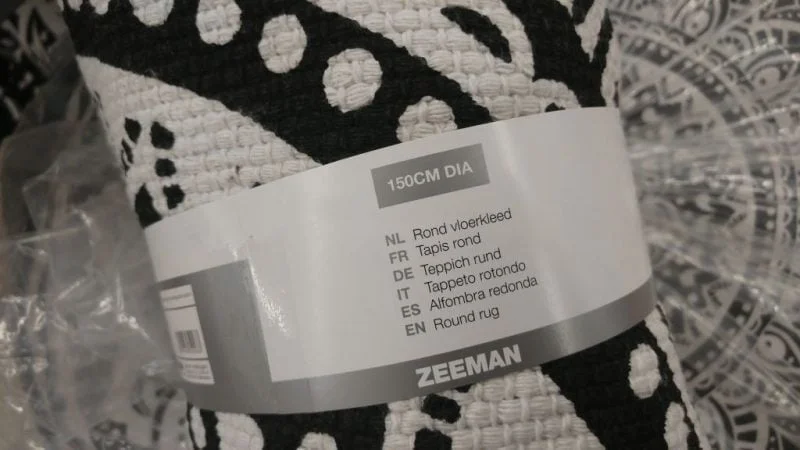 150CM DIA
NL Rond vloerkleed
FR Tapis rond
DE Teppich rund
IT Tappeto rotondo
ES Alfombra redonda
EN Round rug
ZEEMAN